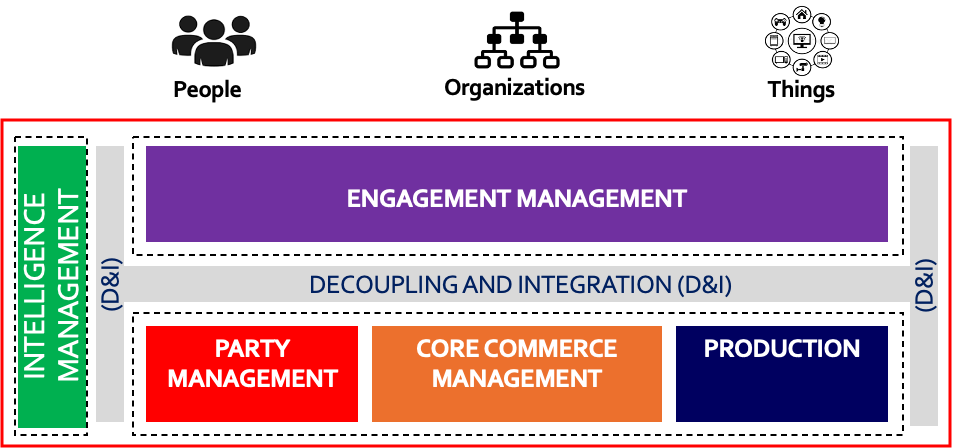 People
Organizations
Things
INTELLIGENCE
MANAGEMENT
(D&I)
ENGAGEMENT MANAGEMENT
DECOUPLING AND INTEGRATION (D&I)
(D&I)
PARTY
MANAGEMENT
CORE COMMERCE
MANAGEMENT
PRODUCTION